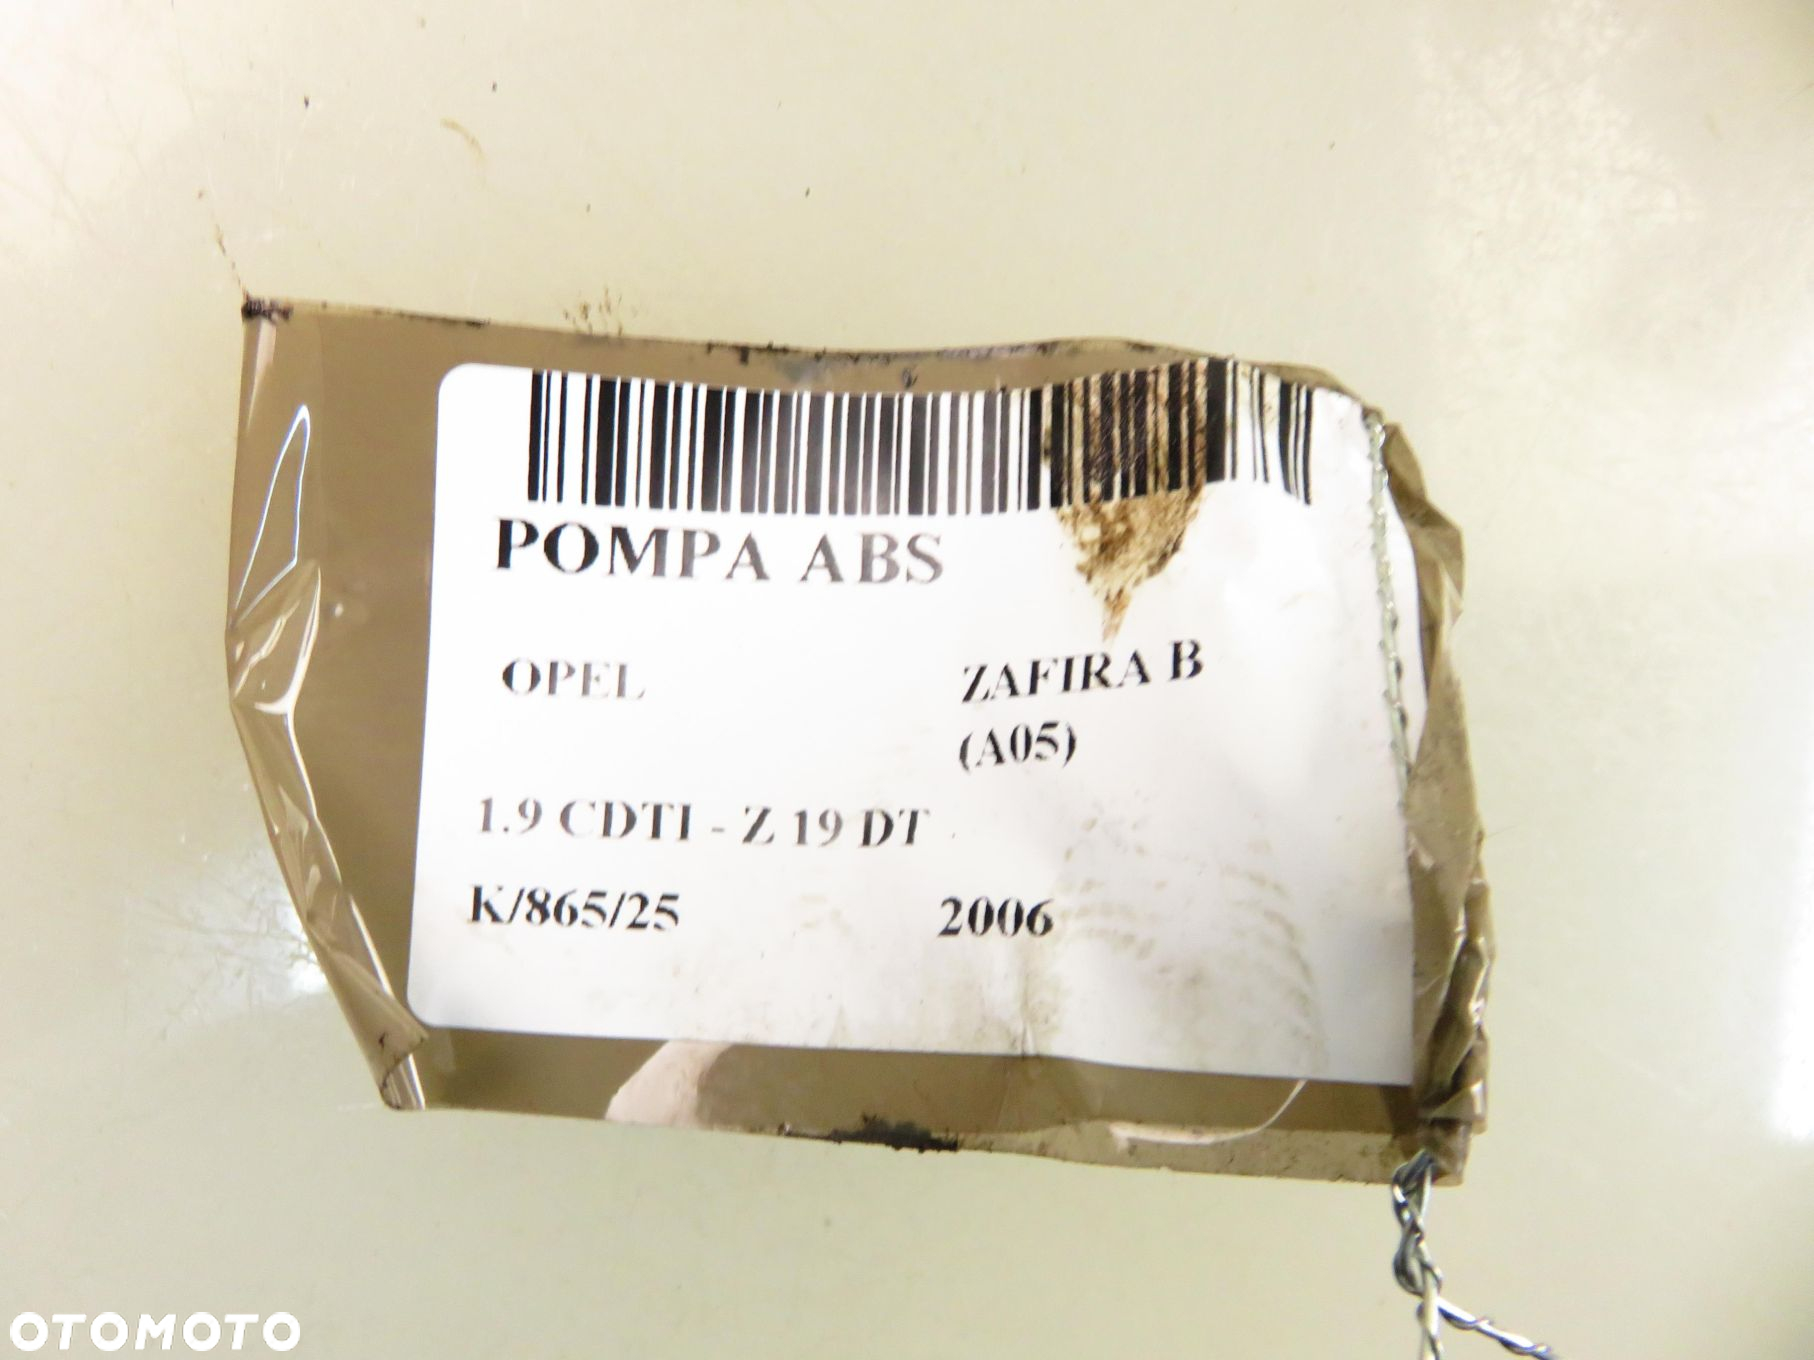 POMPA ABS
OPEL ZAFIRA B
(A05)
1.9 CDTI - Z 19 DT
K/865/25 2006
OTOMOTO